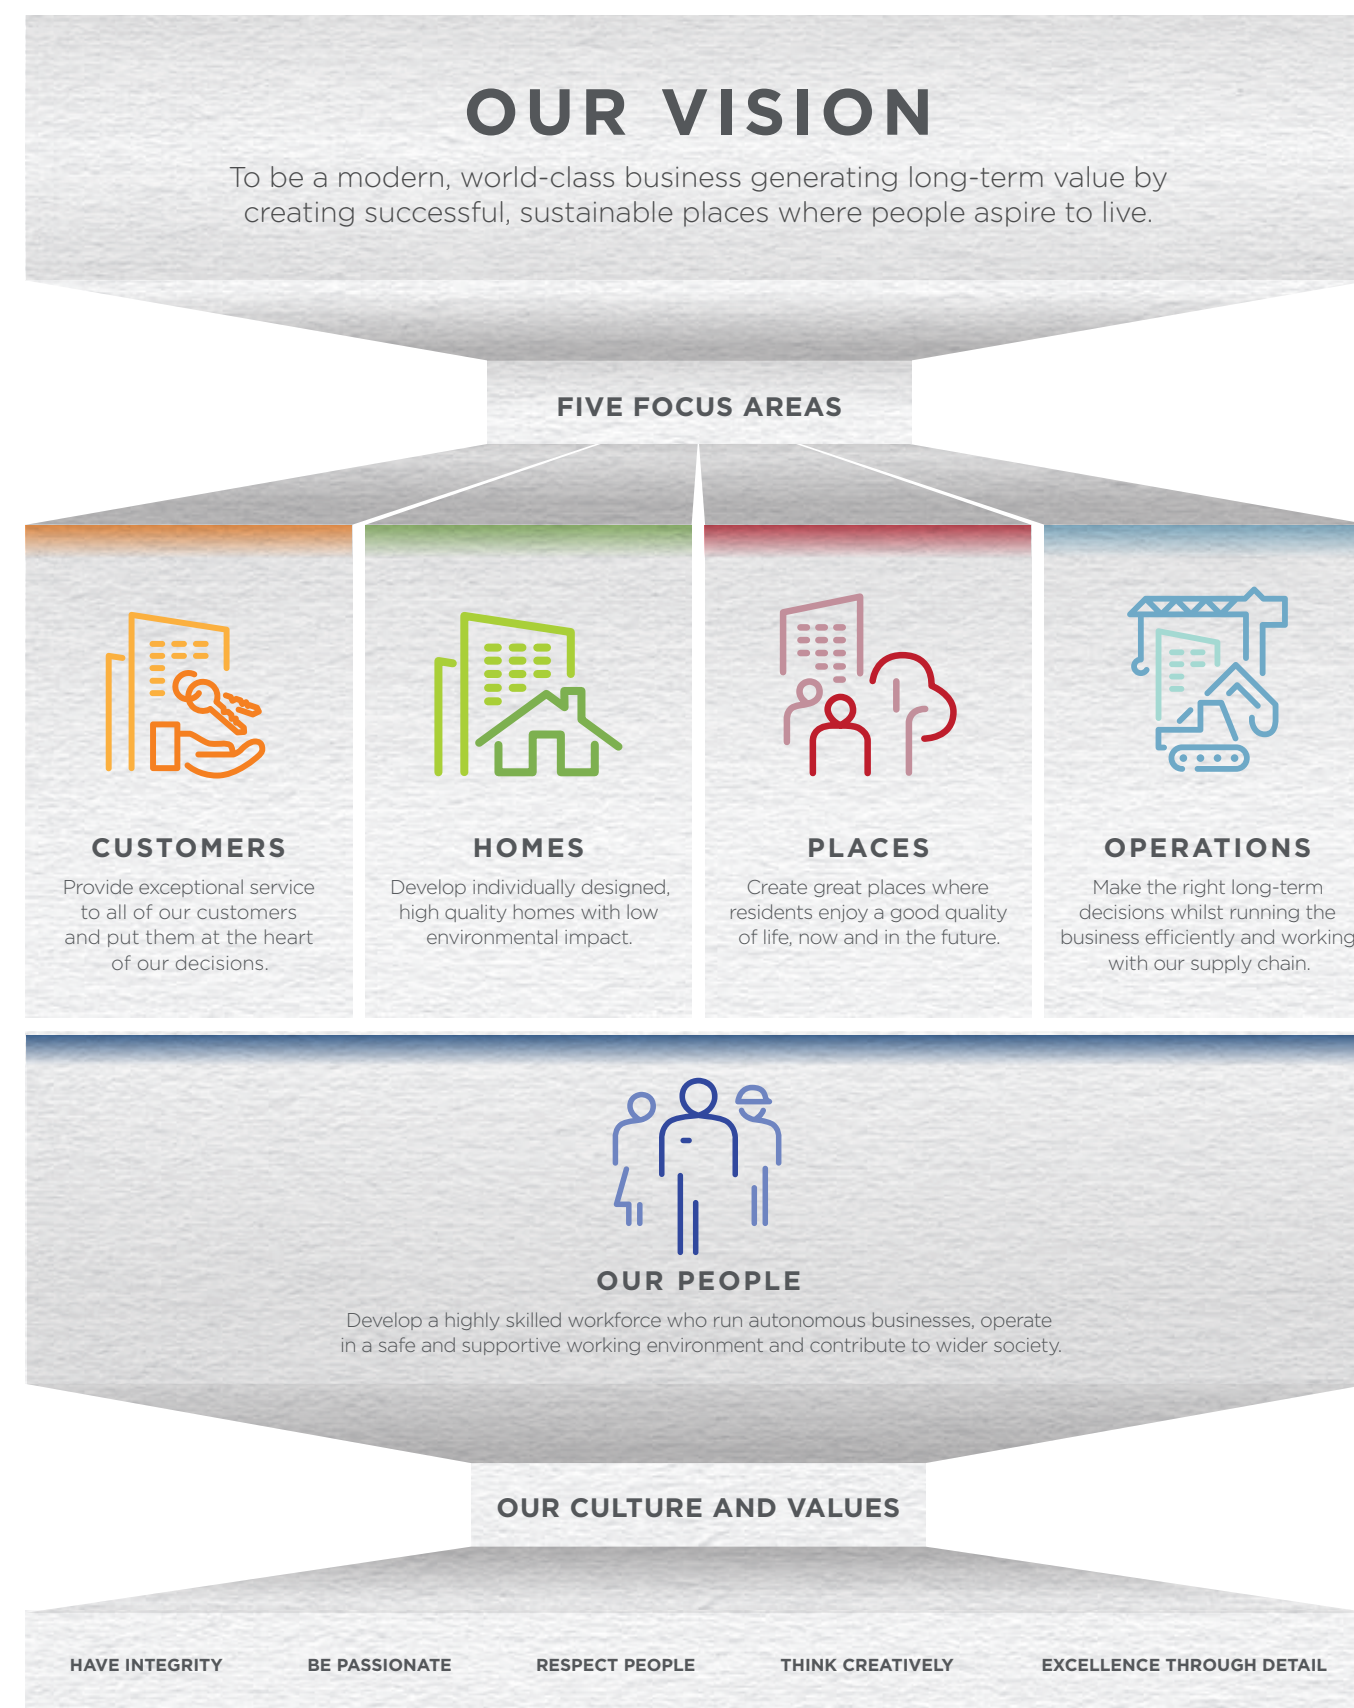 OUR VISION
To be a modern, world-class business generating long-term value by
creating successful, sustainable places where people aspire to live.
FIVE FOCUS AREAS
CUSTOMERS
Provide exceptional service
to all of our customers
and put them at the heart
of our decisions.
HOMES
Develop individually designed,
high quality homes with low
environmental impact.
PLACES
Create great places where
residents enjoy a good quality
of life, now and in the future.
OPERATIONS
Make the right long-term
decisions whilst running the
business efficiently and working
with our supply chain.
OUR PEOPLE
Develop a highly skilled workforce who run autonomous businesses, operate
in a safe and supportive working environment and contribute to wider society.
OUR CULTURE AND VALUES
HAVE INTEGRITY
BE PASSIONATE
RESPECT PEOPLE
THINK CREATIVELY
EXCELLENCE THROUGH DETAIL